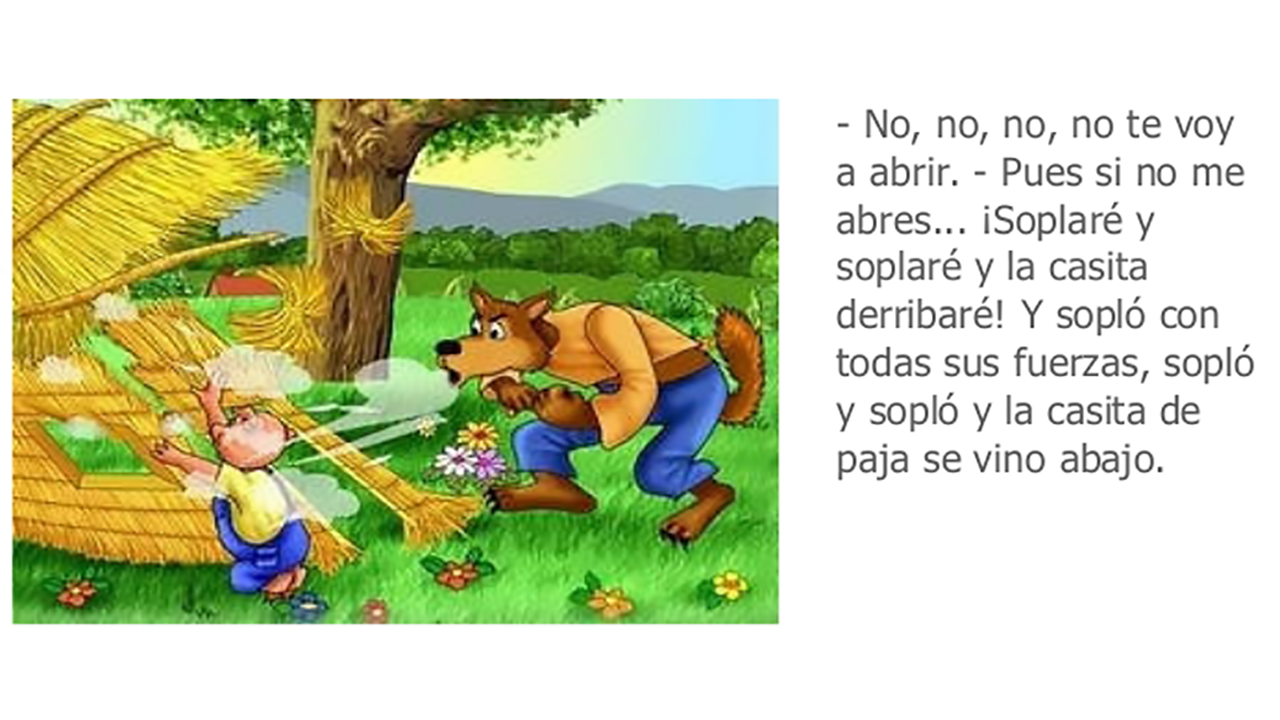 - No, no, no, no te voy
a abrir. - Pues si no me
abres... ¡Soplaré y
soplaré y la casita
derribaré! Y sopló con
todas sus fuerzas, sopló
y sopló y la casita de
paja se vino abajo.